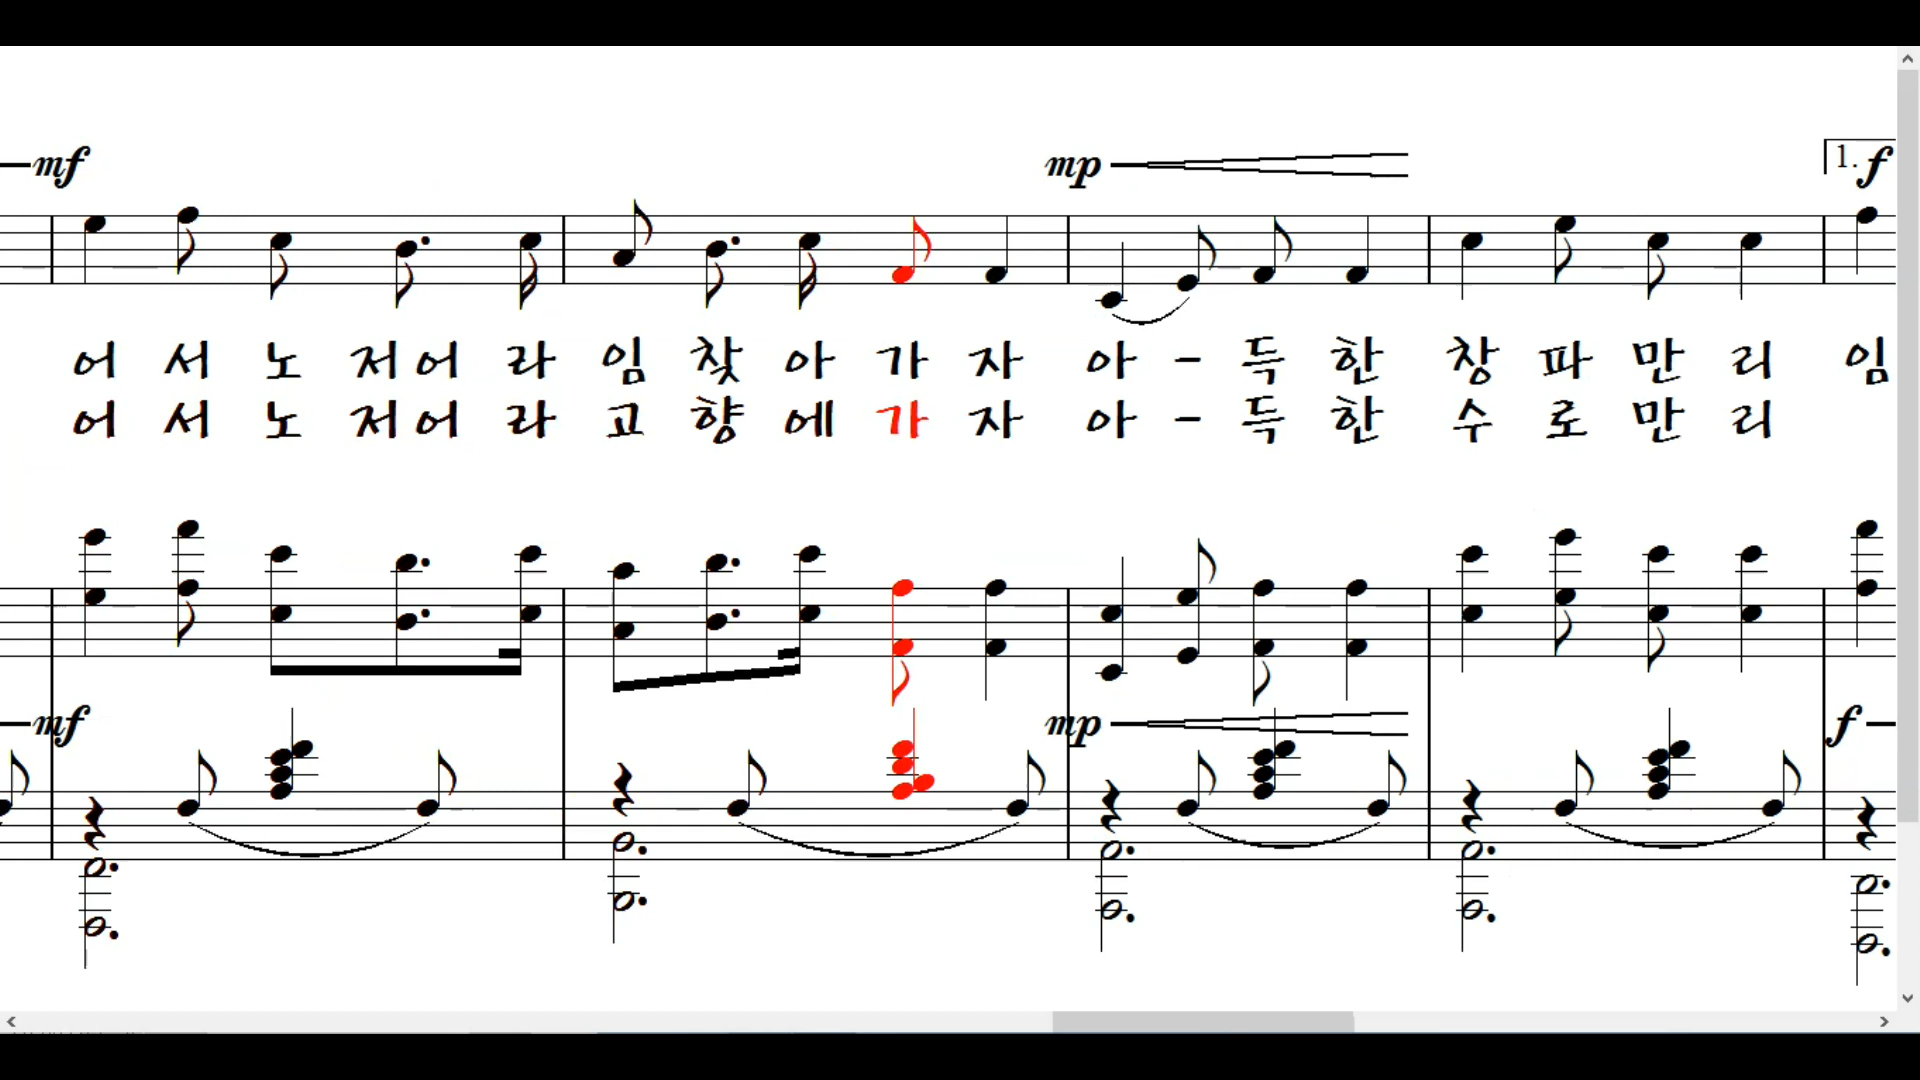 mf mp 1. f
어 서 노 저 어 라 임 찾 아 가 자 아 - 득 한 창 파 만 리 임
어 서 노 저 어 라 고 향 에 가 자 아 - 득 한 수 로 만 리
mf mp f